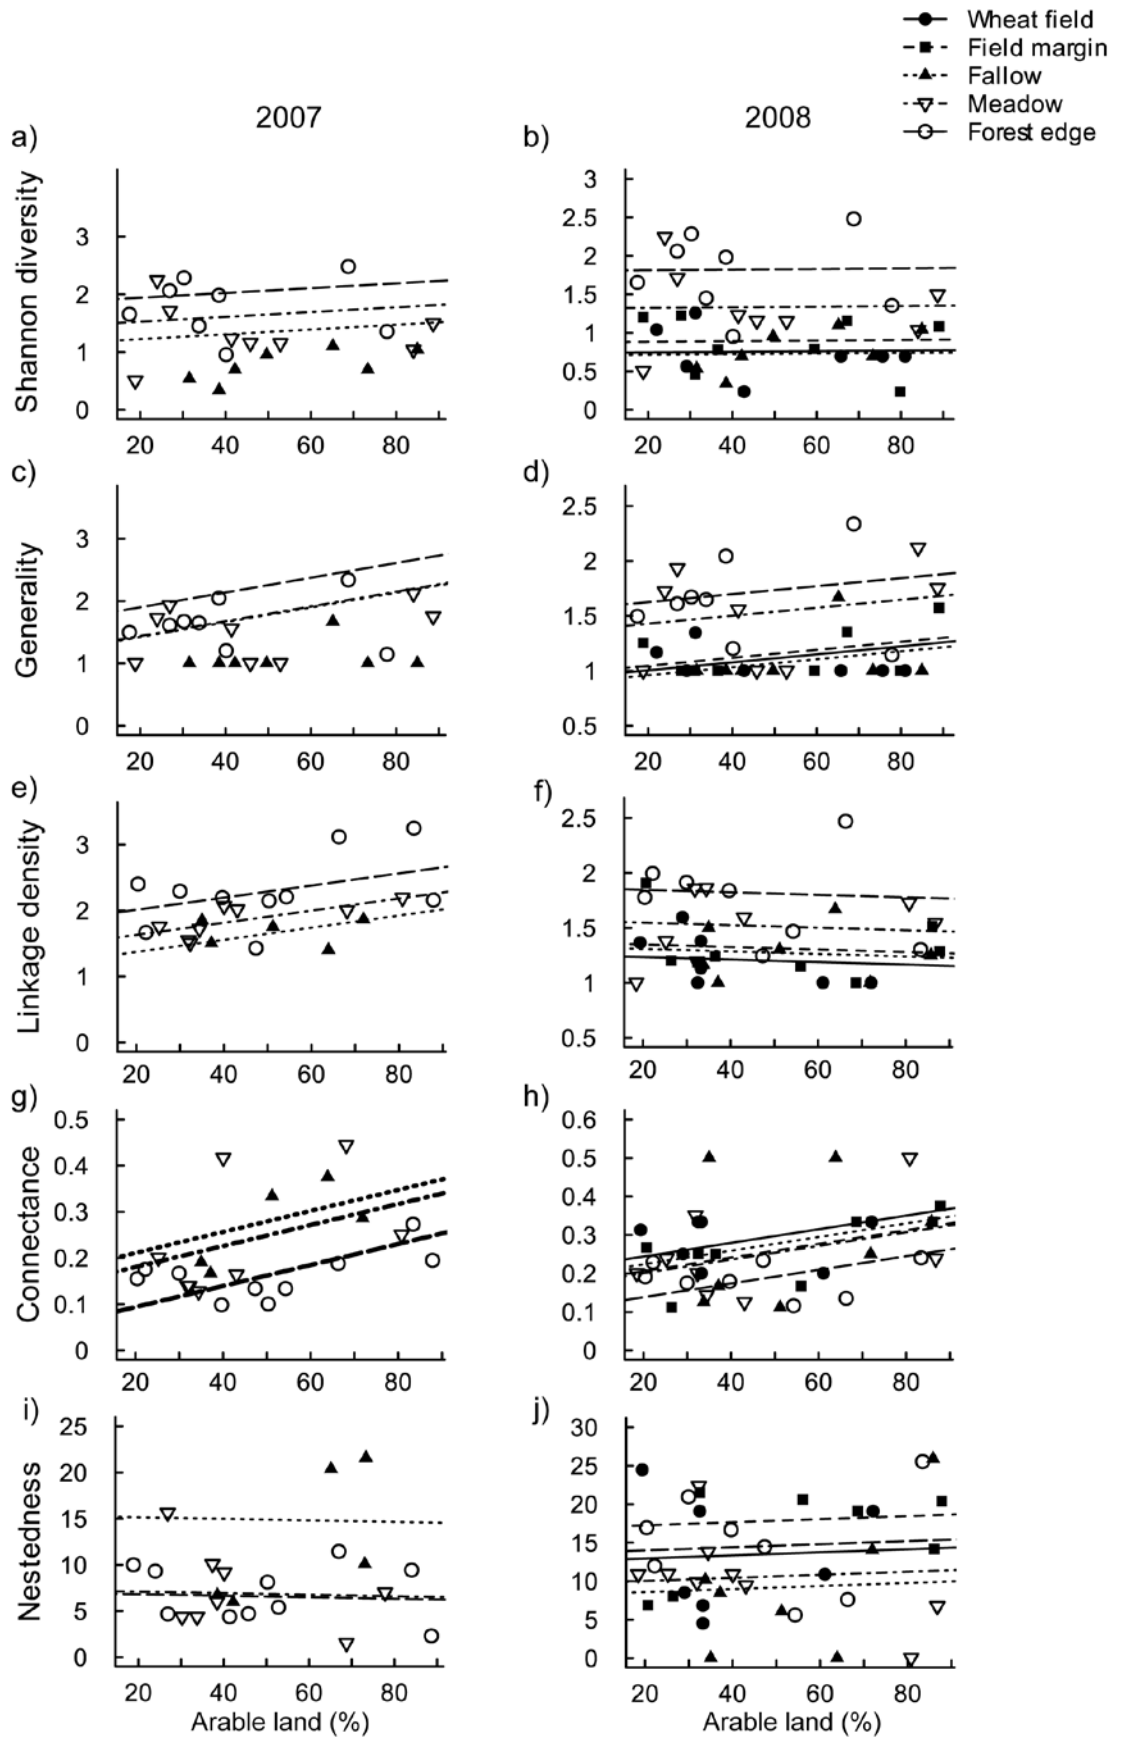 Wheat field
Field margin
Fallow
Meadow
Forest edge
2007
2008
a)
b)
Shannon diversity
3
2
1
0
20 40 60 80
3
2.5
2
1.5
1
0.5
0
20 40 60 80
c)
d)
Generality
3
2
1
0
20 40 60 80
2.5
2
1.5
1
0.5
20 40 60 80
e)
f)
Linkage density
3
2
1
0
20 40 60 80
2.5
2
1.5
1
0.5
20 40 60 80
g)
h)
Connectance
0.5
0.4
0.3
0.2
0.1
0
20 40 60 80
0.6
0.5
0.4
0.3
0.2
0.1
0
20 40 60 80
i)
j)
Nestedness
25
20
15
10
5
0
20 40 60 80
Arable land (%)
30
25
20
15
10
5
0
20 40 60 80
Arable land (%)